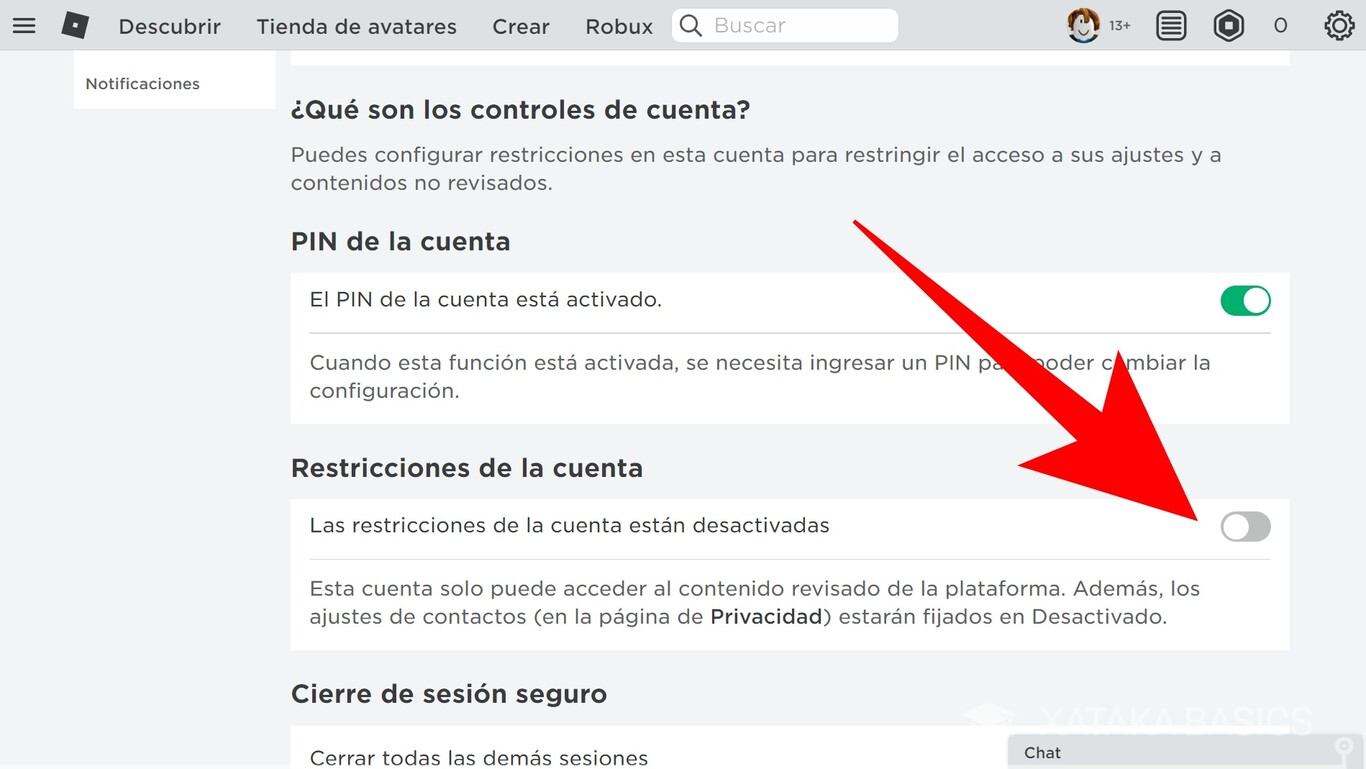 Descubrir Tienda de avatares Crear Robux Buscar 13+ 0
Notificaciones
¿Qué son los controles de cuenta?
Puedes configurar restricciones en esta cuenta para restringir el acceso a sus ajustes y a
contenidos no revisados.
PIN de la cuenta
El PIN de la cuenta está activado.
Cuando esta función está activada, se necesita ingresar un PIN pa poder c mbiar la
configuración.
Restricciones de la cuenta
Las restricciones de la cuenta están desactivadas
Esta cuenta solo puede acceder al contenido revisado de la plataforma. Además, los
ajustes de contactos (en la página de Privacidad) estarán fijados en Desactivado.
Cierre de sesión seguro
XATAKA BASICS
Cerrar todas las demás sesiones
Chat